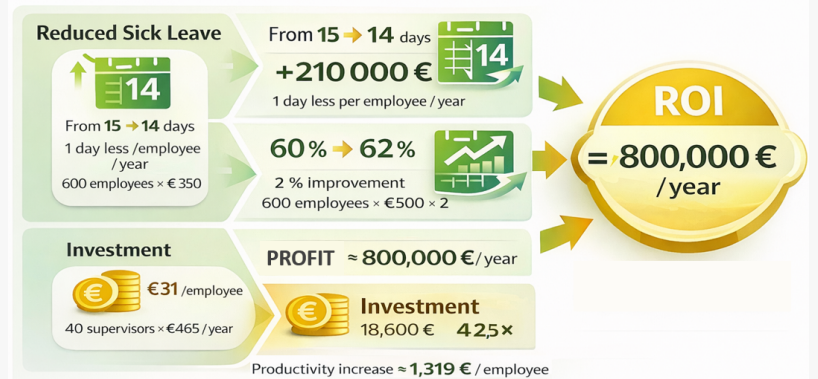 Reduced Sick Leave
14
From 15 → 14 days
1 day less /employee
/year
600 employees × € 350
From 15 → 14 days
+210 000 €
1 day less per employee / year
14
60 % → 62 %
2 % improvement
600 employees × €500 × 2
Investment
€
€31 /employee
40 supervisors × €465 / year
PROFIT ≈ 800,000 € / year
€
Investment
18,600 € 42,5×
Productivity increase ≈ 1,319 € / employee
ROI
= 800,000 €
/year